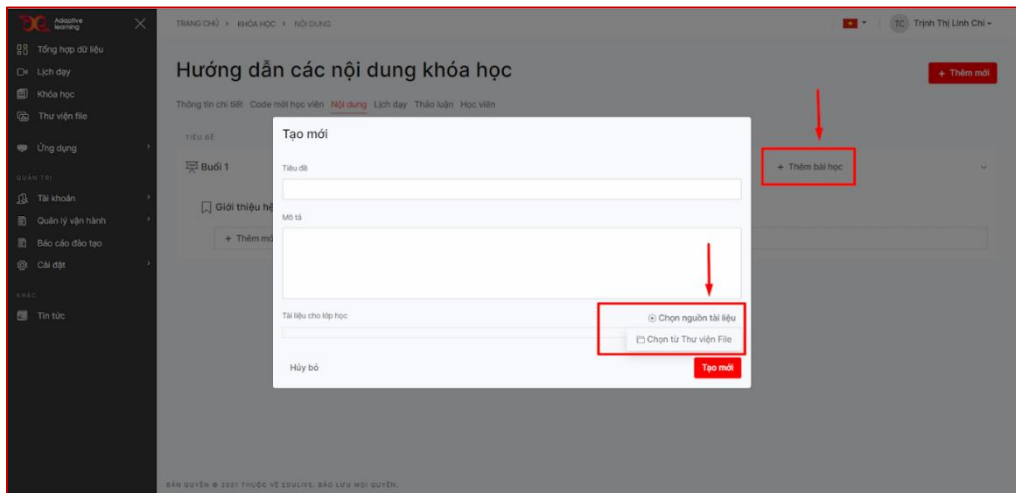 Adaptive
learning
TRANG CHỦ > KHÓA HỌC > NỘI DUNG
TC Trịnh Thị Linh Chi
Tổng hợp dữ liệu
Lịch dạy
Khóa học
Thư viện file
Ứng dụng
QUẢN TRỊ
Tài khoản
Quản lý vận hành
Báo cáo đào tạo
Cài đặt
KHÁC
Tin tức
Hướng dẫn các nội dung khóa học
+ Thêm mới
Thông tin chi tiết Code mời học viên Nội dung Lịch dạy Thảo luận Học viên
TIÊU ĐỀ
Buổi 1
+ Thêm bài học
Giới thiệu hệ
+ Thêm mớ
Tạo mới
Tiêu đề
Mô tả
Tài liệu cho lớp học
Chọn nguồn tài liệu
Chọn từ Thư viện File
Hủy bỏ
Tạo mới
BẢN QUYỀN © 2021 THUỘC VỀ EDULIVE. BẢO LƯU MỌI QUYỀN.